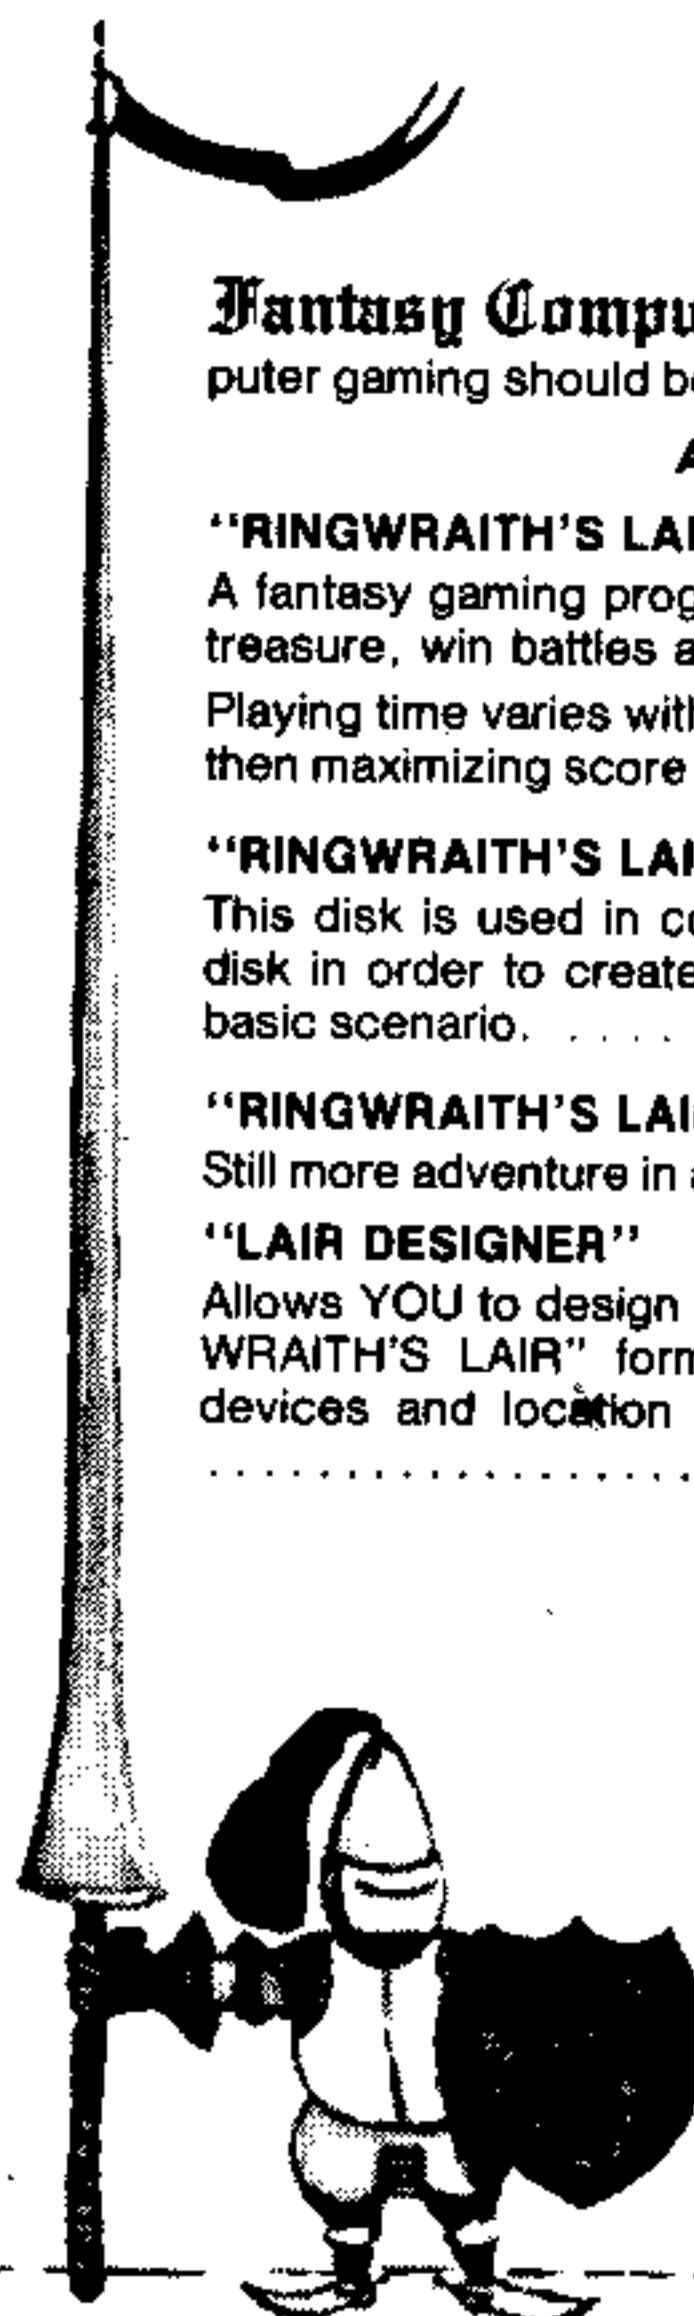 Fantasy Compu
puter gaming should be
A
"RINGWRAITH'S LAI
A fantasy gaming prog
treasure, win battles a
Playing time varies with
then maximizing score
"RINGWRAITH'S LAI
This disk is used in co
disk in order to create
basic scenario. . . . .
"RINGWRAITH'S LAI
Still more adventure in a
"LAIR DESIGNER"
Allows YOU to design
WRAITH'S LAIR" form
devices and location
. . . . . . . . . . . . . . . . . .